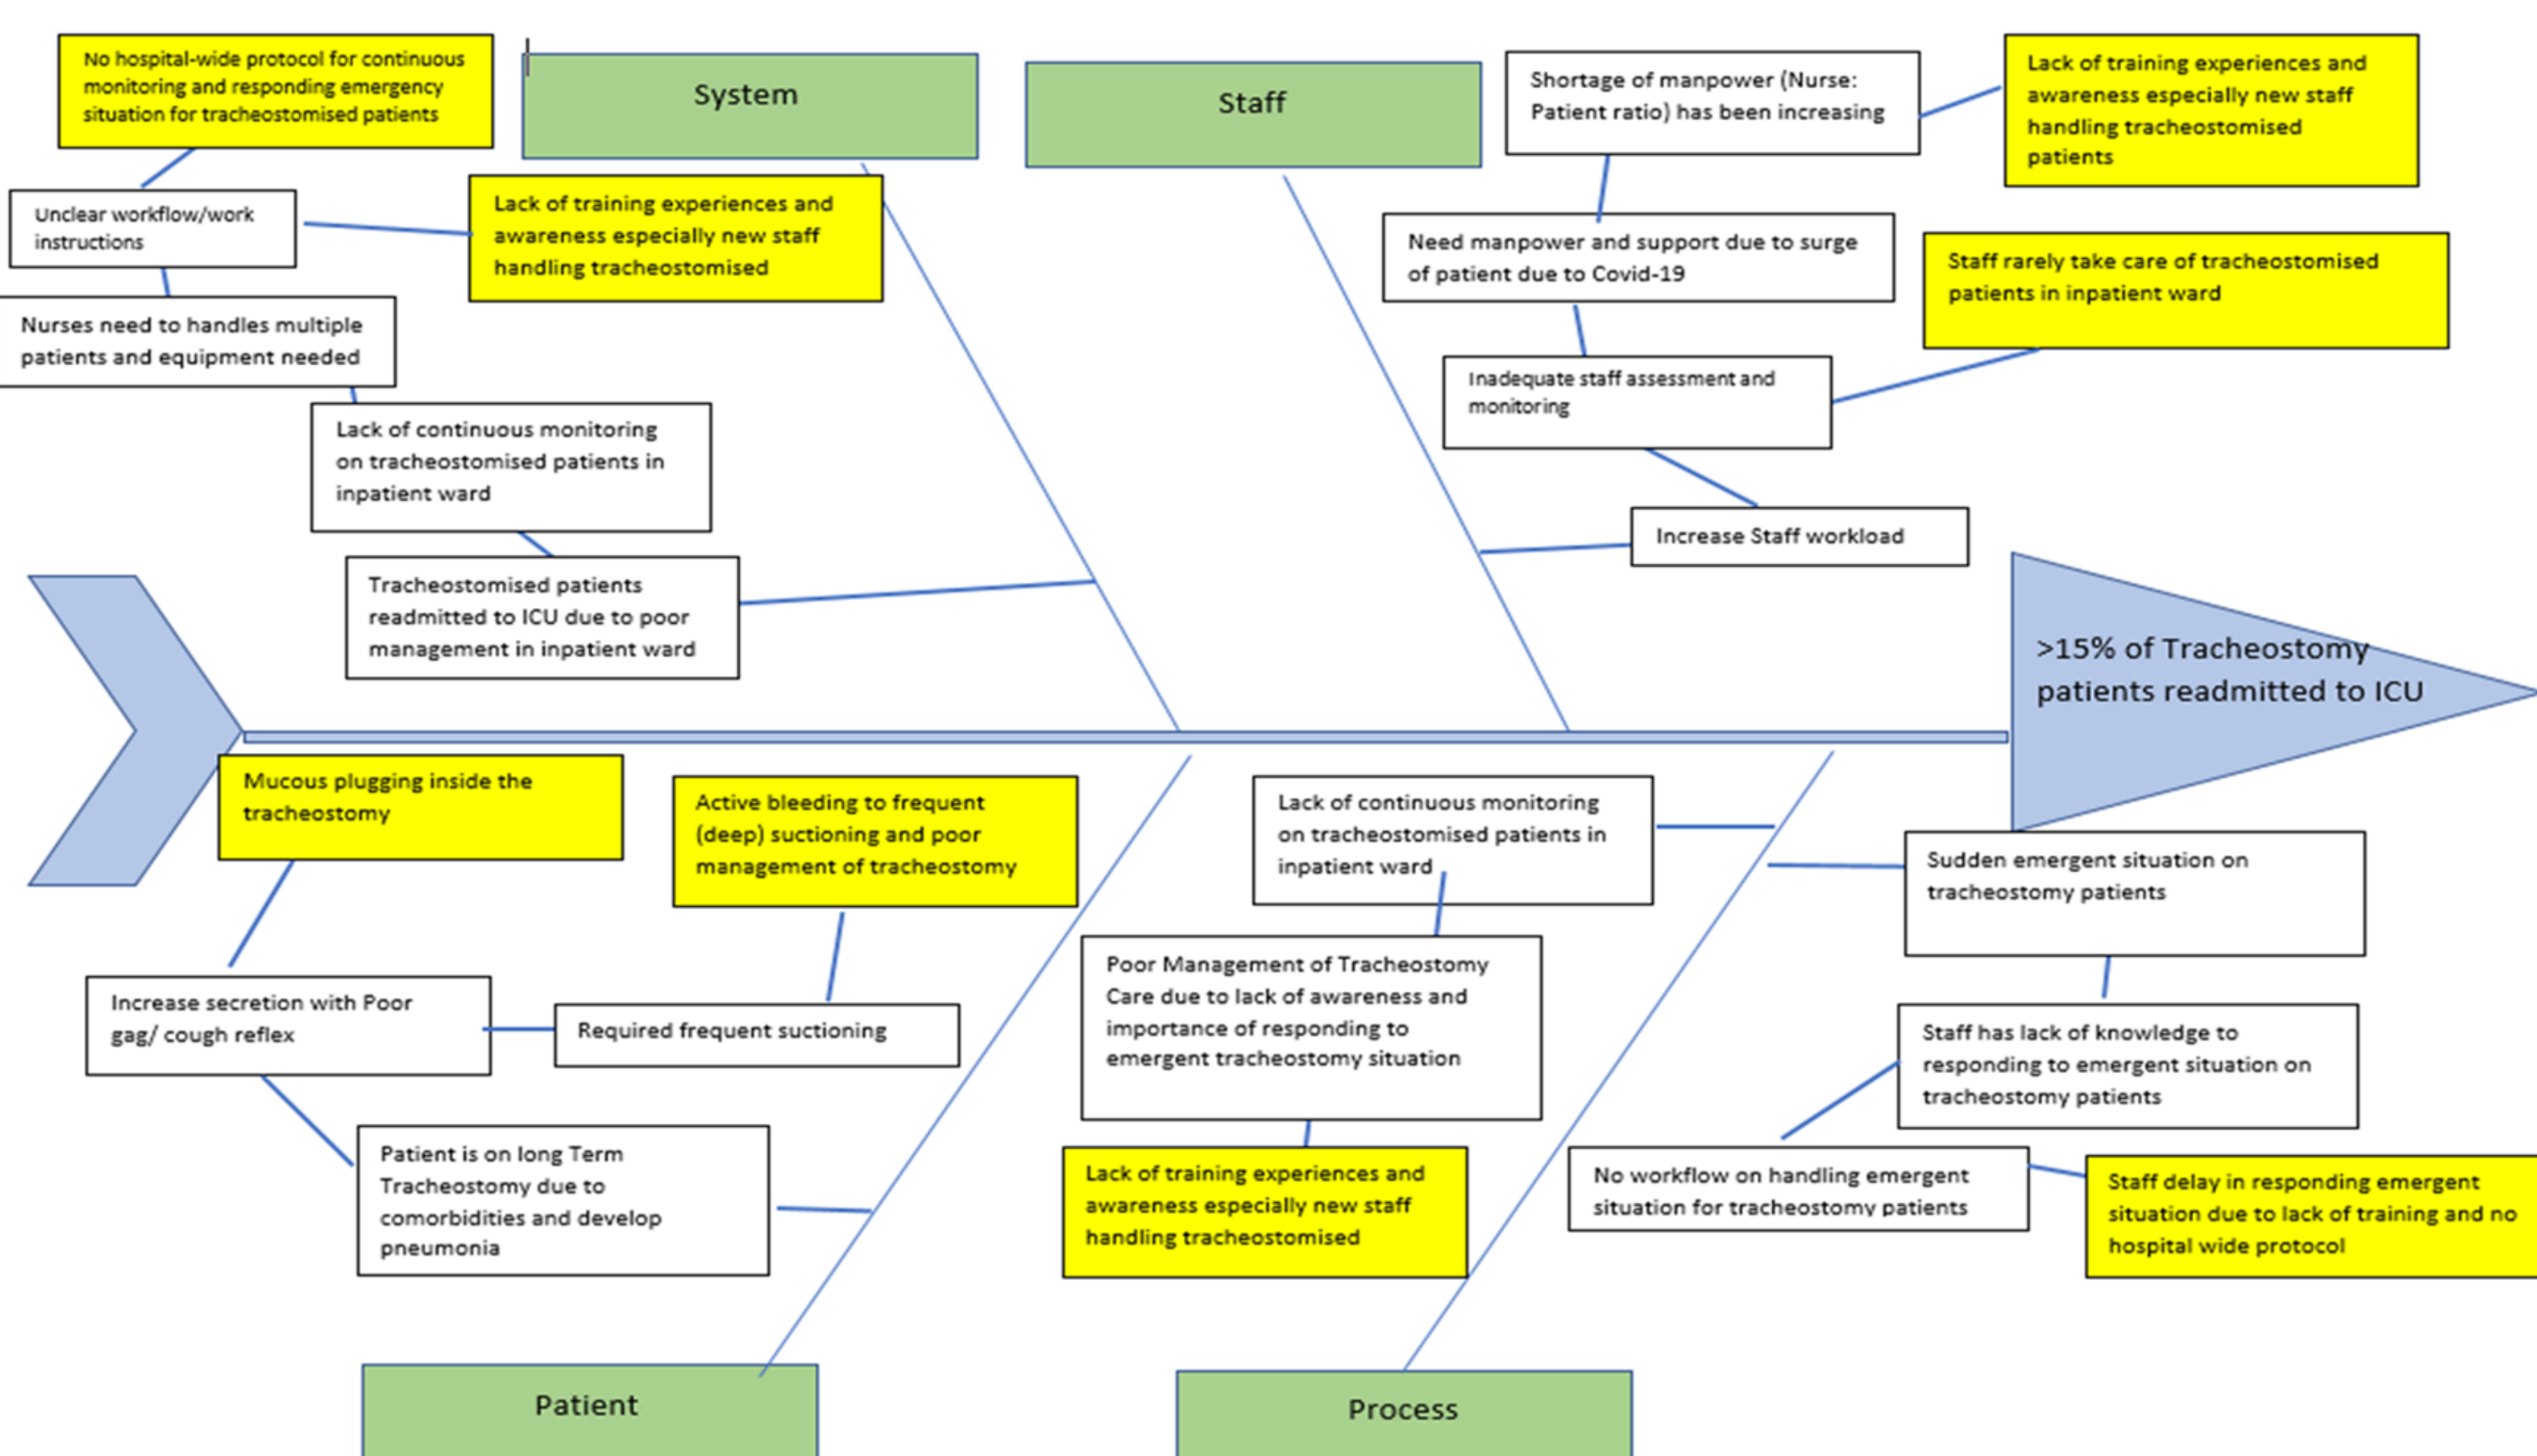 No hospital-wide protocol for continuous
monitoring and responding emergency
situation for tracheostomised patients
System
Staff
Shortage of manpower (Nurse:
Patient ratio) has been increasing
Lack of training experiences and
awareness especially new staff
handling tracheostomised
patients
Unclear workflow/work
instructions
Lack of training experiences and
awareness especially new staff
handling tracheostomised
Need manpower and support due to surge
of patient due to Covid-19
Staff rarely take care of tracheostomised
patients in inpatient ward
Nurses need to handles multiple
patients and equipment needed
Inadequate staff assessment and
monitoring
Lack of continuous monitoring
on tracheostomised patients in
inpatient ward
Increase Staff workload
Tracheostomised patients
readmitted to ICU due to poor
management in inpatient ward
>15% of Tracheostomy
patients readmitted to ICU
Mucous plugging inside the
tracheostomy
Active bleeding to frequent
(deep) suctioning and poor
management of tracheostomy
Lack of continuous monitoring
on tracheostomised patients in
inpatient ward
Sudden emergent situation on
tracheostomy patients
Increase secretion with Poor
gag/ cough reflex
Required frequent suctioning
Poor Management of Tracheostomy
Care due to lack of awareness and
importance of responding to
emergent tracheostomy situation
Staff has lack of knowledge to
responding to emergent situation on
tracheostomy patients
Patient is on long Term
Tracheostomy due to
comorbidities and develop
pneumonia
Lack of training experiences and
awareness especially new staff
handling tracheostomised
No workflow on handling emergent
situation for tracheostomy patients
Staff delay in responding emergent
situation due to lack of training and no
hospital wide protocol
Patient
Process